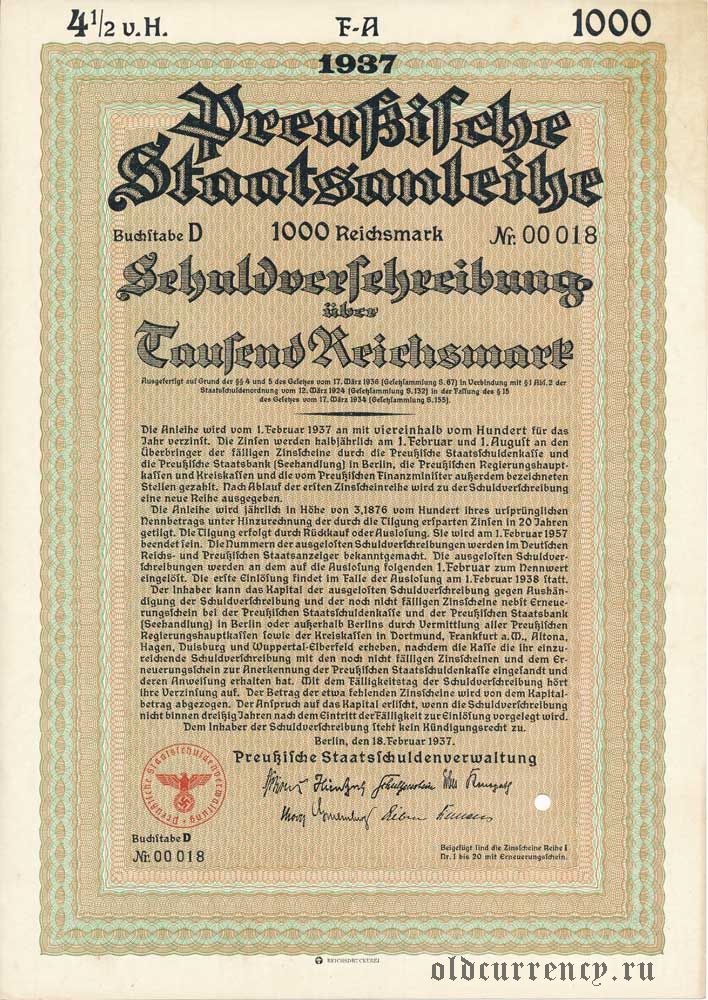 4 1/2 v.H. F-A 1000
1937
Preußische
Staatsanleihe
Buchstabe D 1000 Reichsmark Nr. 00018
Schuldverschreibung
über
Tausend Reichsmark
Ausgefertigt auf Grund der §§ 4 und 5 des Gesetzes vom 17. März 1936 (Gesetzsammlung S. 67) in Verbindung mit § 1 Abs. 2 der
Staatsschuldenordnung vom 12. März 1924 (Gesetzsammlung S. 132) in der Fassung des § 15
des Gesetzes vom 17. März 1934 (Gesetzsammlung S. 155).
Die Anleihe wird vom 1. Februar 1937 an mit viereinhalb vom Hundert für das
Jahr verzinst. Die Zinsen werden halbjährlich am 1. Februar und 1. August an den
Überbringer der fälligen Zinsscheine durch die Preußische Staatsschuldenkasse und
die Preußische Staatsbank (Seehandlung) in Berlin, die Preußischen Regierungshaupt-
kassen und Kreiskassen und die vom Preußischen Finanzminister außerdem bezeichneten
Stellen gezahlt. Nach Ablauf der ersten Zinsscheinreihe wird zu der Schuldverschreibung
eine neue Reihe ausgegeben.
Die Anleihe wird jährlich in Höhe von 3,1876 vom Hundert ihres ursprünglichen
Nennbetrags unter Hinzurechnung der durch die Tilgung ersparten Zinsen in 20 Jahren
getilgt. Die Tilgung erfolgt durch Rückkauf oder Auslosung. Sie wird am 1. Februar 1957
beendet sein. Die Nummern der ausgelosten Schuldverschreibungen werden im Deutschen
Reichs- und Preußischen Staatsanzeiger bekanntgemacht. Die ausgelosten Schuldver-
schreibungen werden an dem auf die Auslosung folgenden 1. Februar zum Nennwert
eingelöst. Die erste Einlösung findet im Falle der Auslosung am 1. Februar 1938 statt.
Der Inhaber kann das Kapital der ausgelosten Schuldverschreibung gegen Aushän-
digung der Schuldverschreibung und der noch nicht fälligen Zinsscheine nebst Erneue-
rungsschein bei der Preußischen Staatsschuldenkasse und der Preußischen Staatsbank
(Seehandlung) in Berlin oder außerhalb Berlins durch Vermittlung aller Preußischen
Regierungshauptkassen sowie der Kreiskassen in Dortmund, Frankfurt a. M., Altona,
Hagen, Duisburg und Wuppertal-Elberfeld erheben, nachdem die Kasse die ihr einzu-
reichende Schuldverschreibung mit den noch nicht fälligen Zinsscheinen und dem Er-
neuerungsschein zur Anerkennung der Preußischen Staatsschuldenkasse eingesandt und
deren Anweisung erhalten hat. Mit dem Fälligkeitstag der Schuldverschreibung hört
ihre Verzinsung auf. Der Betrag der etwa fehlenden Zinsscheine wird von dem Kapital-
betrag abgezogen. Der Anspruch auf das Kapital erlischt, wenn die Schuldverschreibung
nicht binnen dreißig Jahren nach dem Eintritt der Fälligkeit zur Einlösung vorgelegt wird.
Dem Inhaber der Schuldverschreibung steht kein Kündigungsrecht zu.
Berlin, den 18. Februar 1937.
Preußische Staatsschuldenverwaltung
Preußische Staatsschuldenverwaltung
Buchstabe D
Nr. 00018
Beigefügt sind die Zinsscheine Reihe I
Nr. 1 bis 20 mit Erneuerungsschein.
REICHSDRUCKEREI
oldcurrency.ru